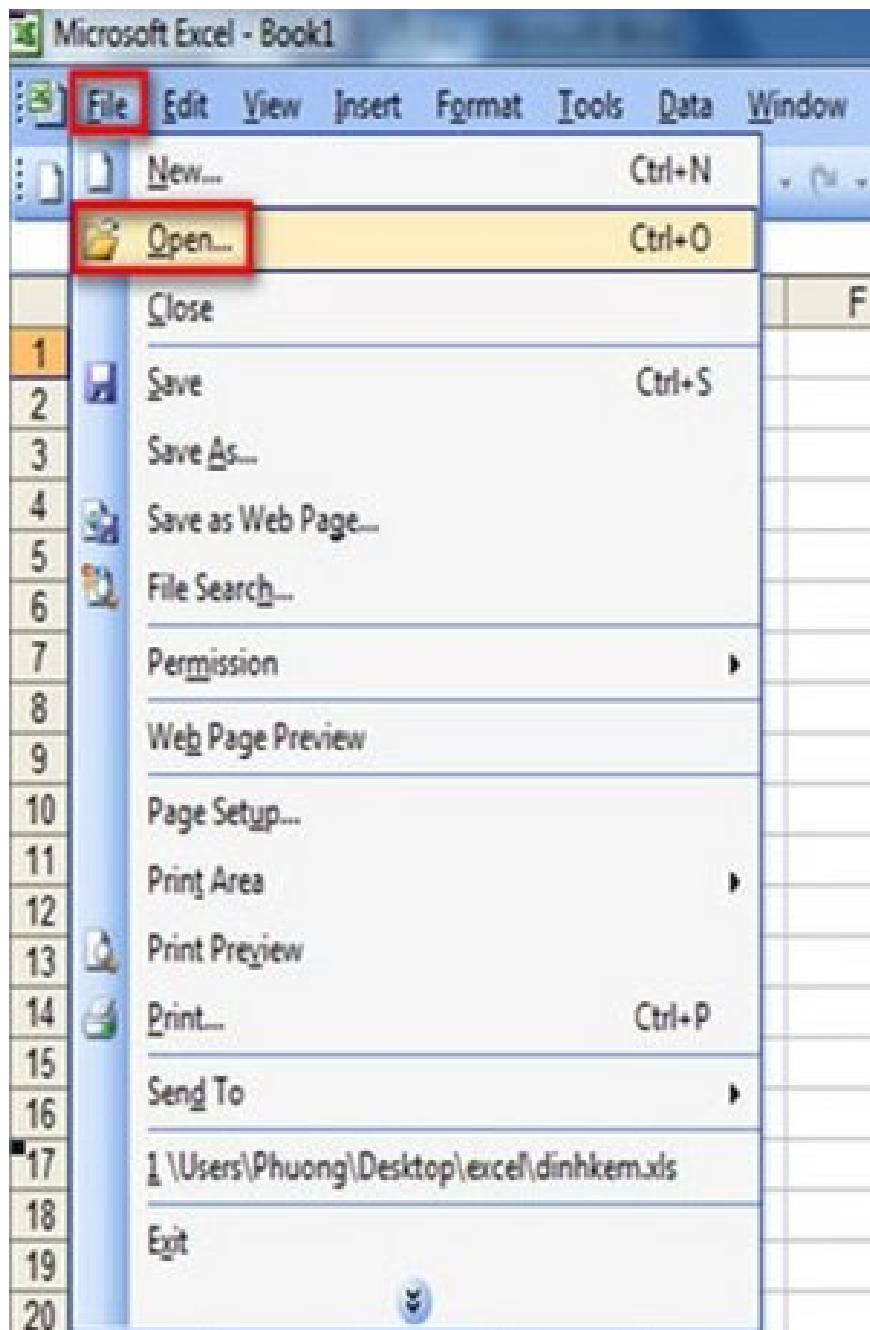 Microsoft Excel - Book1
File Edit View Insert Format Tools Data Window
New... Ctrl+N
Open... Ctrl+O
Close
F
1
Save Ctrl+S
2
3
Save As...
4
Save as Web Page...
5
File Search...
6
7
Permission
8
Web Page Preview
9
10
Page Setup...
11
Print Area
12
13
Print Preview
14
Print... Ctrl+P
15
Send To
16
17
1 \Users\Phuong\Desktop\excel\dinhkem.xls
18
Exit
19
20